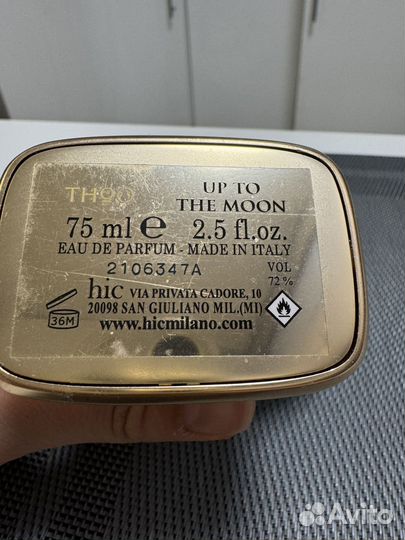 THOO UP TO
THE MOON
75 ml e 2.5 fl.oz.
EAU DE PARFUM - MADE IN ITALY
2106347A VOL
72%
36M hic VIA PRIVATA CADORE, 10
20098 SAN GIULIANO MIL.(MI)
www.hicmilano.com
Avito